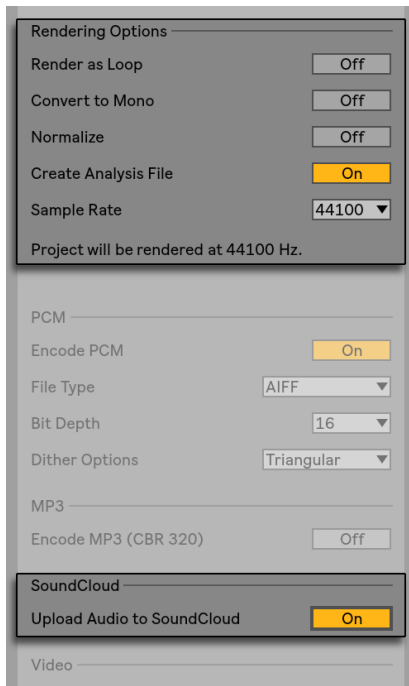 Rendering Options
Render as Loop Off
Convert to Mono Off
Normalize Off
Create Analysis File On
Sample Rate 44100
Project will be rendered at 44100 Hz.
PCM
Encode PCM On
File Type AIFF
Bit Depth 16
Dither Options Triangular
MP3
Encode MP3 (CBR 320) Off
SoundCloud
Upload Audio to SoundCloud On
Video